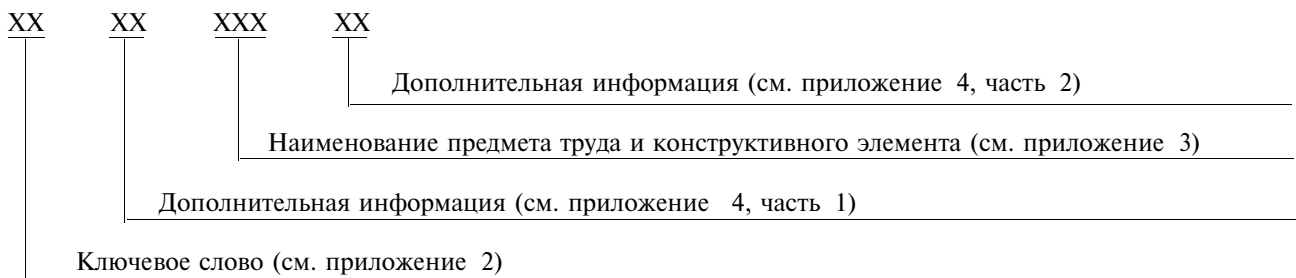 XX XX XXX XX
Дополнительная информация (см. приложение 4, часть 2)
Наименование предмета труда и конструктивного элемента (см. приложение 3)
Дополнительная информация (см. приложение 4, часть 1)
Ключевое слово (см. приложение 2)